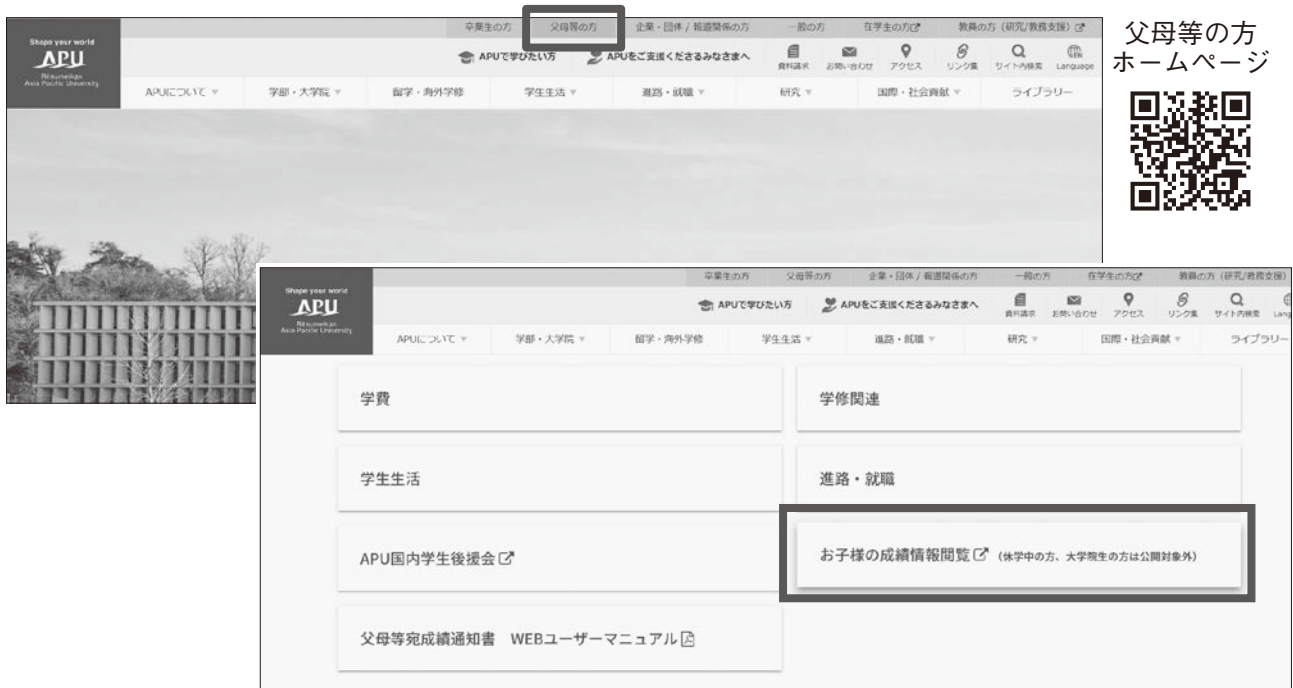 卒業生の方 父母等の方 企業・団体 / 報道関係の方 一般の方 在学生の方 教員の方 (研究/教務支援)
父母等の方
ホームページ
Shape your world
APU
Ritsumeikan
Asia Pacific University
APUで学びたい方 APUをご支援くださるみなさまへ 資料請求 お問い合わせ アクセス リンク集 サイト内検索 EN Language
APUについて 学部・大学院 留学・海外学修 学生生活 進路・就職 研究 国際・社会貢献 ライブラリー
卒業生の方 父母等の方 企業・団体 / 報道関係の方 一般の方 在学生の方 教員の方 (研究/教務支援)
Shape your world
APU
Ritsumeikan
Asia Pacific University
APUで学びたい方 APUをご支援くださるみなさまへ 資料請求 お問い合わせ アクセス リンク集 サイト内検索 Lang
APUについて 学部・大学院 留学・海外学修 学生生活 進路・就職 研究 国際・社会貢献 ライブラリー
学費
学修関連
学生生活
進路・就職
APU国内学生後援会
お子様の成績情報閲覧 (休学中の方、大学院生の方は公開対象外)
父母等宛成績通知書 WEBユーザーマニュアル